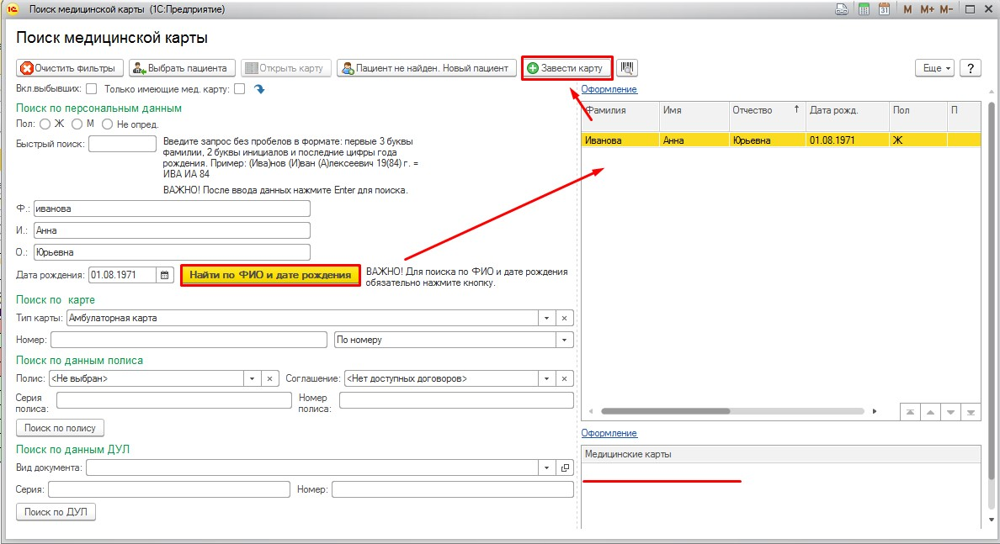 Поиск медицинской карты (1С:Предприятие)
M M+ M-
Поиск медицинской карты
Очистить фильтры Выбрать пациента Открыть карту Пациент не найден. Новый пациент Завести карту Еще ?
Вкл.выбывших: Только имеющие мед. карту:
Поиск по персональным данным
Пол: Ж М Не опред.
Быстрый поиск:
Введите запрос без пробелов в формате: первые 3 буквы
фамилии, 2 буквы инициалов и последние цифры года
рождения. Пример: (Ива)нов (И)ван (А)лексеевич 19(84) г. =
ИВА ИА 84
ВАЖНО! После ввода данных нажмите Enter для поиска.
Ф.: иванова
И.: Анна
О.: Юрьевна
Дата рождения: 01.08.1971 Найти по ФИО и дате рождения
ВАЖНО! Для поиска по ФИО и дате рождения
обязательно нажмите кнопку.
Поиск по карте
Тип карты: Амбулаторная карта
Номер: По номеру
Поиск по данным полиса
Полис: <Не выбран> Соглашение: <Нет доступных договоров>
Серия
полиса:
Номер
полиса:
Поиск по полису
Поиск по данным ДУЛ
Вид документа:
Серия: Номер:
Поиск по ДУЛ
Оформление
Фамилия Имя Отчество ↑ Дата рожд. Пол П
Иванова Анна Юрьевна 01.08.1971 Ж
Оформление
Медицинские карты